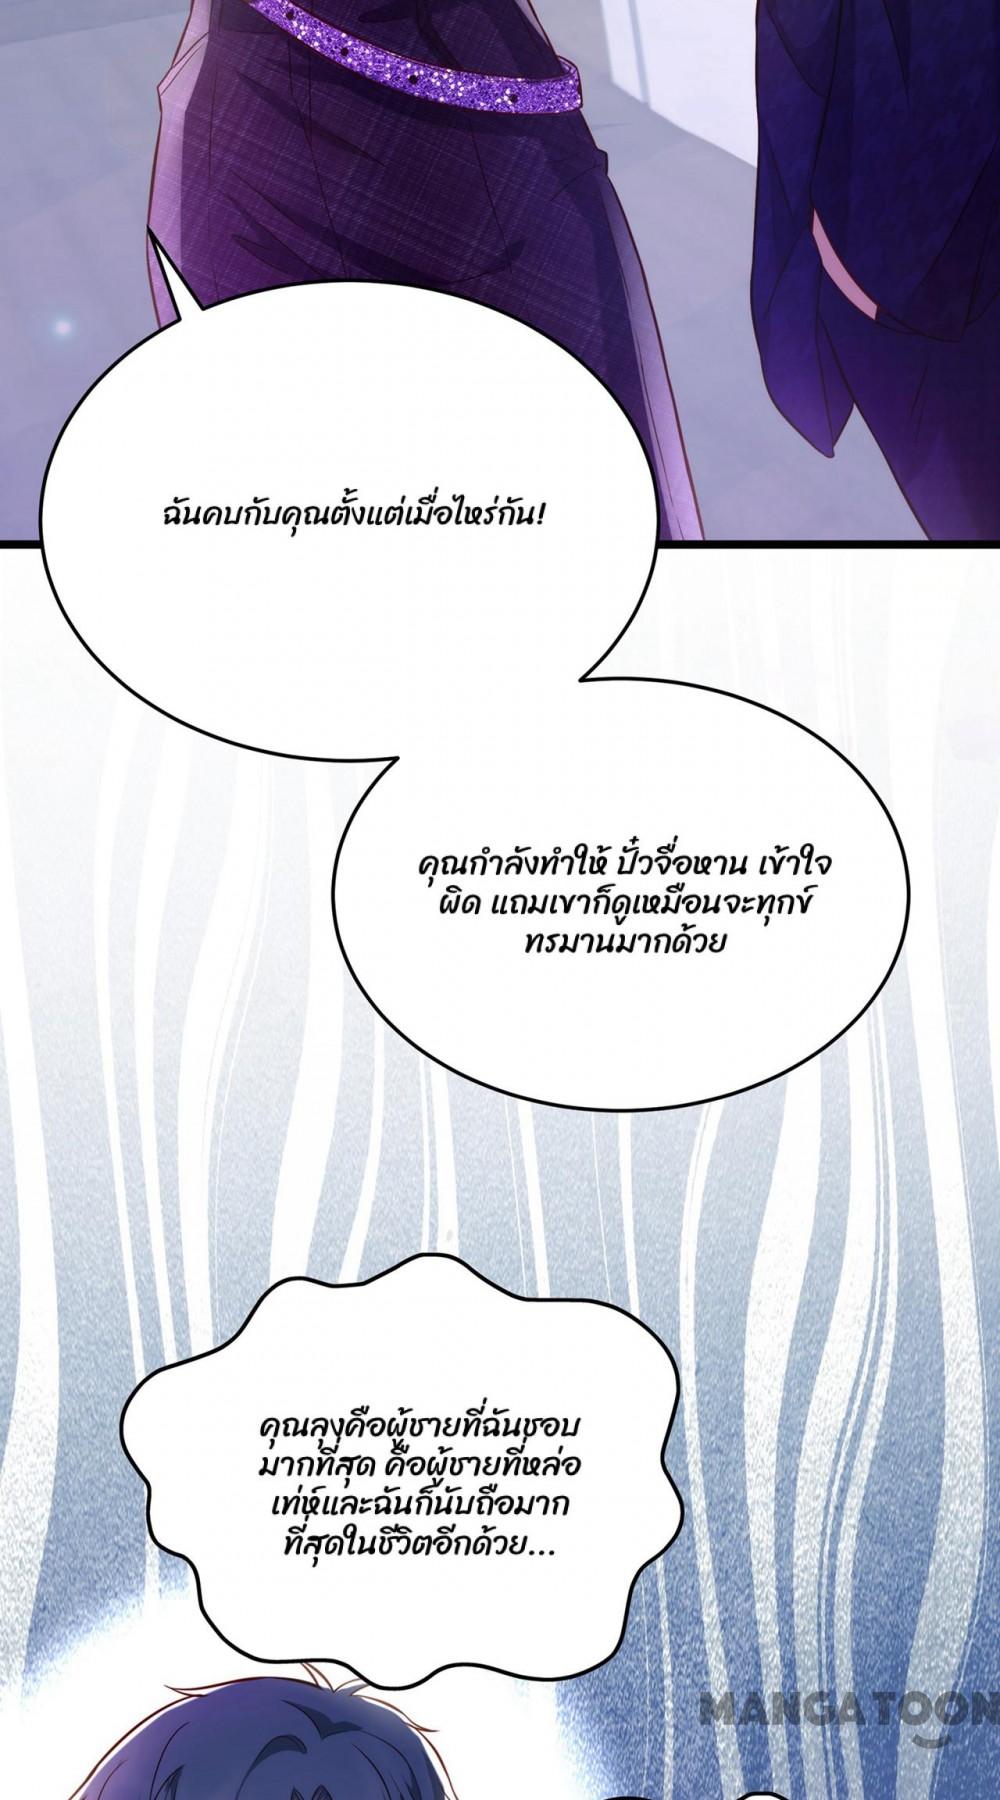 ฉันคบกับคุณตั้งแต่เมื่อไหร่กัน!
คุณกำลังทำให้ ปั๋วจื่อหาน เข้าใจ
ผิด แถมเขาก็ดูเหมือนจะทุกข์
ทรมานมากด้วย
คุณลุงคือผู้ชายที่ฉันชอบ
มากที่สุด คือผู้ชายที่หล่อ
เท่ห์และฉันก็นับถือมาก
ที่สุดในชีวิตอีกด้วย...
MANGATOON